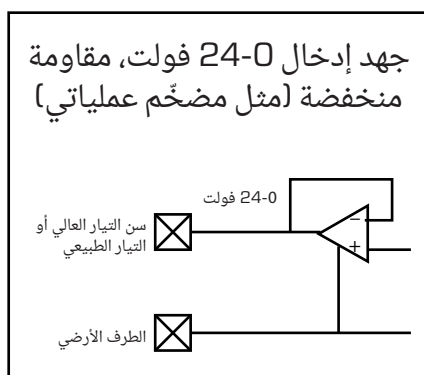 جهد إدخال 0-24 فولت، مقاومة
منخفضة (مثل مضخّم عملياتي)
0-24 فولت
سن التيار العالي أو
التيار الطبيعي
−
+
الطرف الأرضي